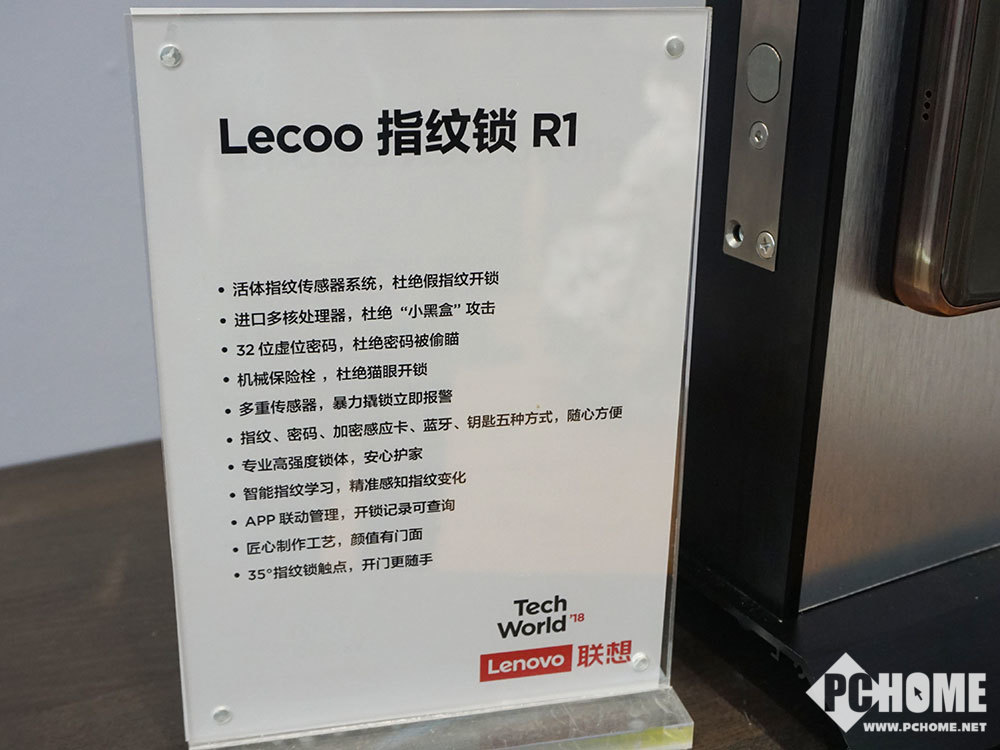 Lecoo 指纹锁 R1
• 活体指纹传感器系统，杜绝假指纹开锁
• 进口多核处理器，杜绝“小黑盒”攻击
• 32 位虚位密码，杜绝密码被偷瞄
• 机械保险栓，杜绝猫眼开锁
• 多重传感器，暴力撬锁立即报警
• 指纹、密码、加密感应卡、蓝牙、钥匙五种方式，随心方便
• 专业高强度锁体，安心护家
• 智能指纹学习，精准感知指纹变化
• APP 联动管理，开锁记录可查询
• 匠心制作工艺，颜值有门面
• 35°指纹锁触点，开门更随手
Tech
World '18
Lenovo 联想
PCHOME
WWW.PCHOME.NET